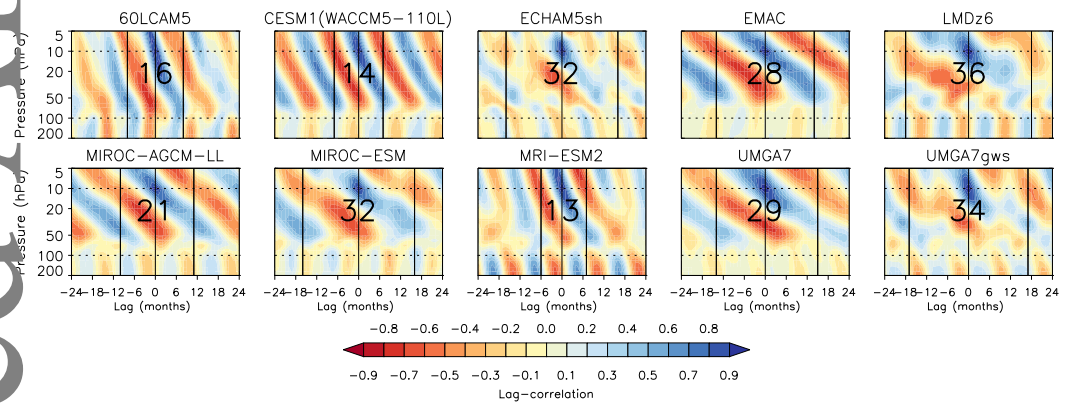 60LCAM5 CESM1(WACCM5-110L) ECHAM5sh EMAC LMDz6
Pressure (hPa)
5
10
20
50
100
200
16 14 32 28 36
MIROC-AGCM-LL MIROC-ESM MRI-ESM2 UMGA7 UMGA7gws
Pressure (hPa)
5
10
20
50
100
200
21 32 13 29 34
-24-18-12-6 0 6 12 18 24 -24-18-12-6 0 6 12 18 24 -24-18-12-6 0 6 12 18 24 -24-18-12-6 0 6 12 18 24 -24-18-12-6 0 6 12 18 24
Lag (months) Lag (months) Lag (months) Lag (months) Lag (months)
-0.8 -0.6 -0.4 -0.2 0.0 0.2 0.4 0.6 0.8
-0.9 -0.7 -0.5 -0.3 -0.1 0.1 0.3 0.5 0.7 0.9
Lag-correlation